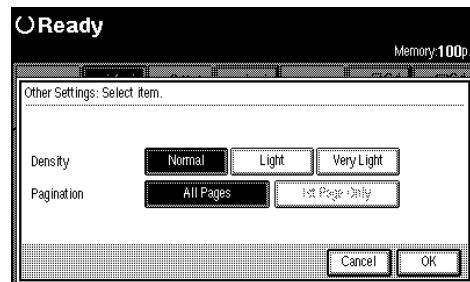 Ready
Memory:100p
Other Settings: Select item.
Density Normal Light Very Light
Pagination All Pages 1st Page Only
Cancel OK